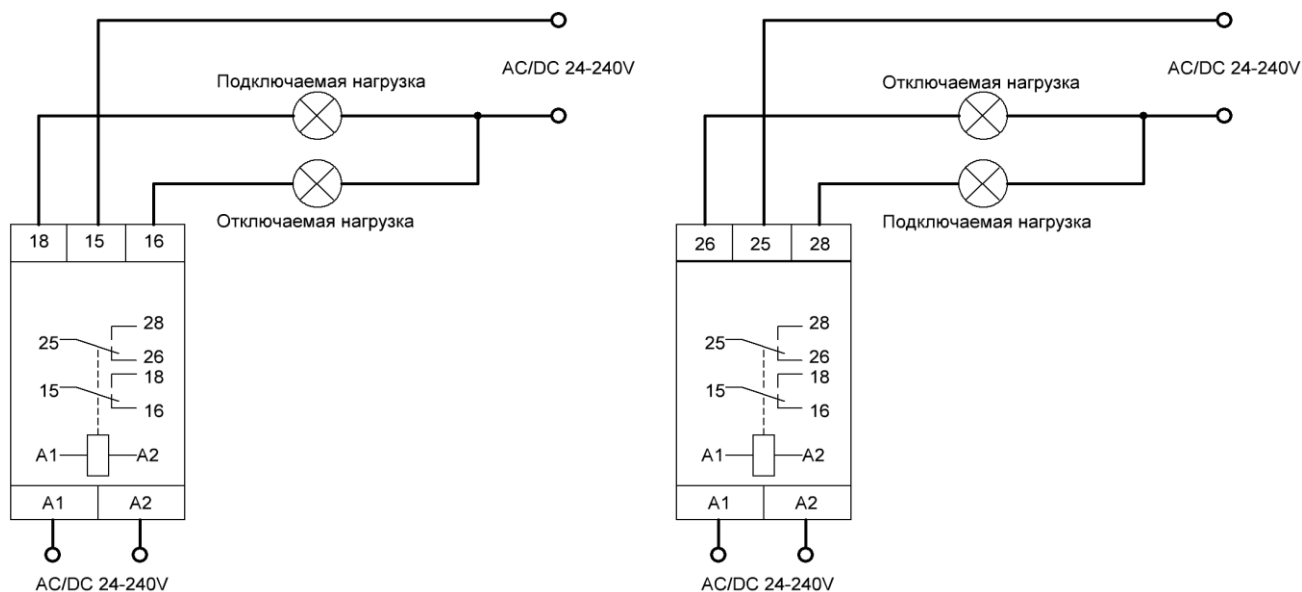 AC/DC 24-240V
Подключаемая нагрузка
Отключаемая нагрузка
18 15 16
28
25
26
18
15
16
A1 A2
A1 A2
AC/DC 24-240V
AC/DC 24-240V
Отключаемая нагрузка
Подключаемая нагрузка
26 25 28
28
25
26
18
15
16
A1 A2
A1 A2
AC/DC 24-240V